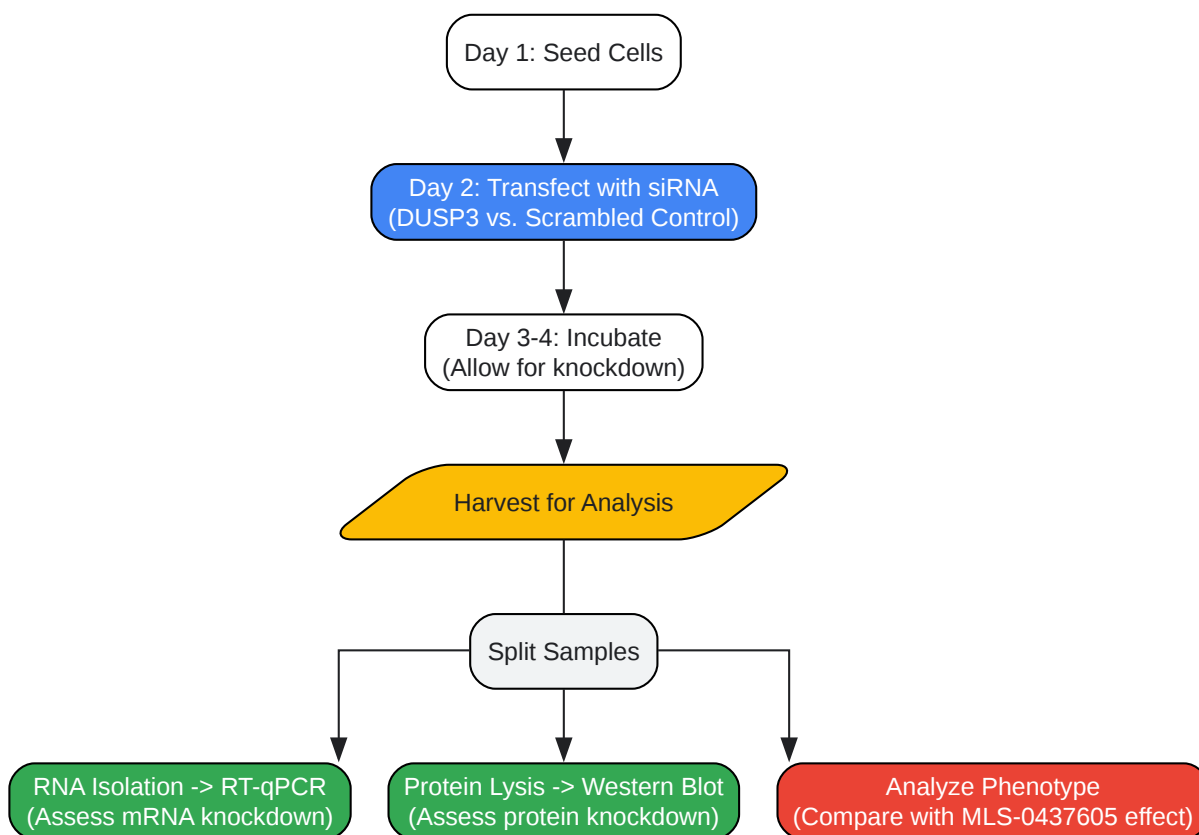 Day 1: Seed Cells
Day 2: Transfect with siRNA
(DUSP3 vs. Scrambled Control)
Day 3-4: Incubate
(Allow for knockdown)
Harvest for Analysis
Split Samples
RNA Isolation -> RT-qPCR
(Assess mRNA knockdown)
Protein Lysis -> Western Blot
(Assess protein knockdown)
Analyze Phenotype
(Compare with MLS-0437605 effect)